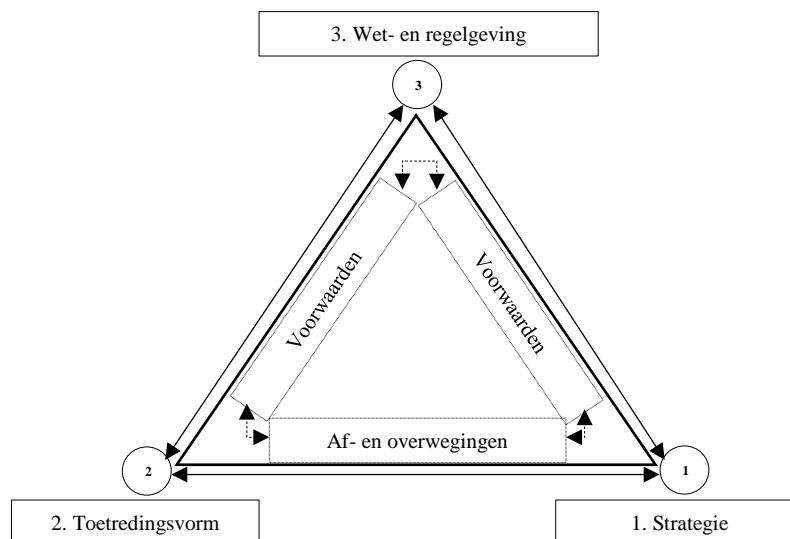 3. Wet- en regelgeving
3
Voorwaarden
Voorwaarden
Af- en overwegingen
2
1
2. Toetredingsvorm
1. Strategie